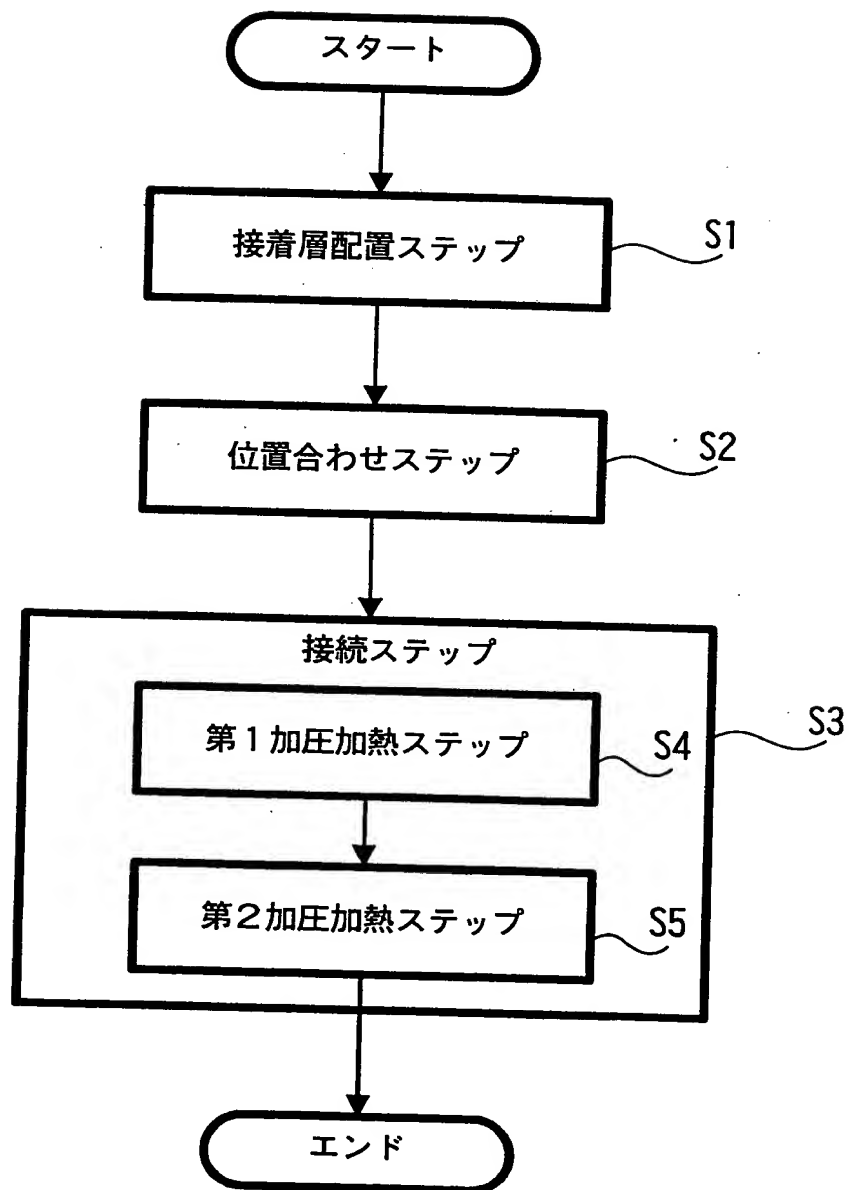 スタート
接着層配置ステップ
S1
位置合わせステップ
S2
接続ステップ
第1加圧加熱ステップ
S4
S3
第2加圧加熱ステップ
S5
エンド